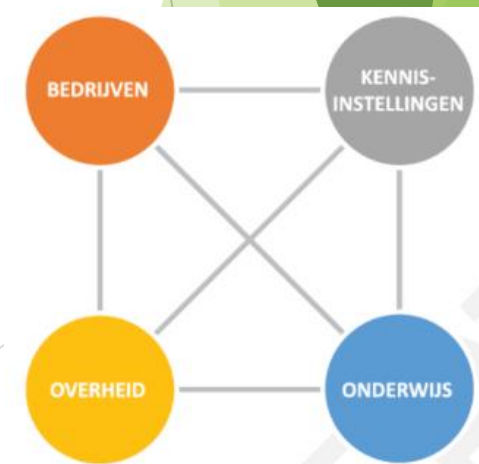 BEDRIJVEN
KENNIS-
INSTELLINGEN
OVERHEID
ONDERWIJS